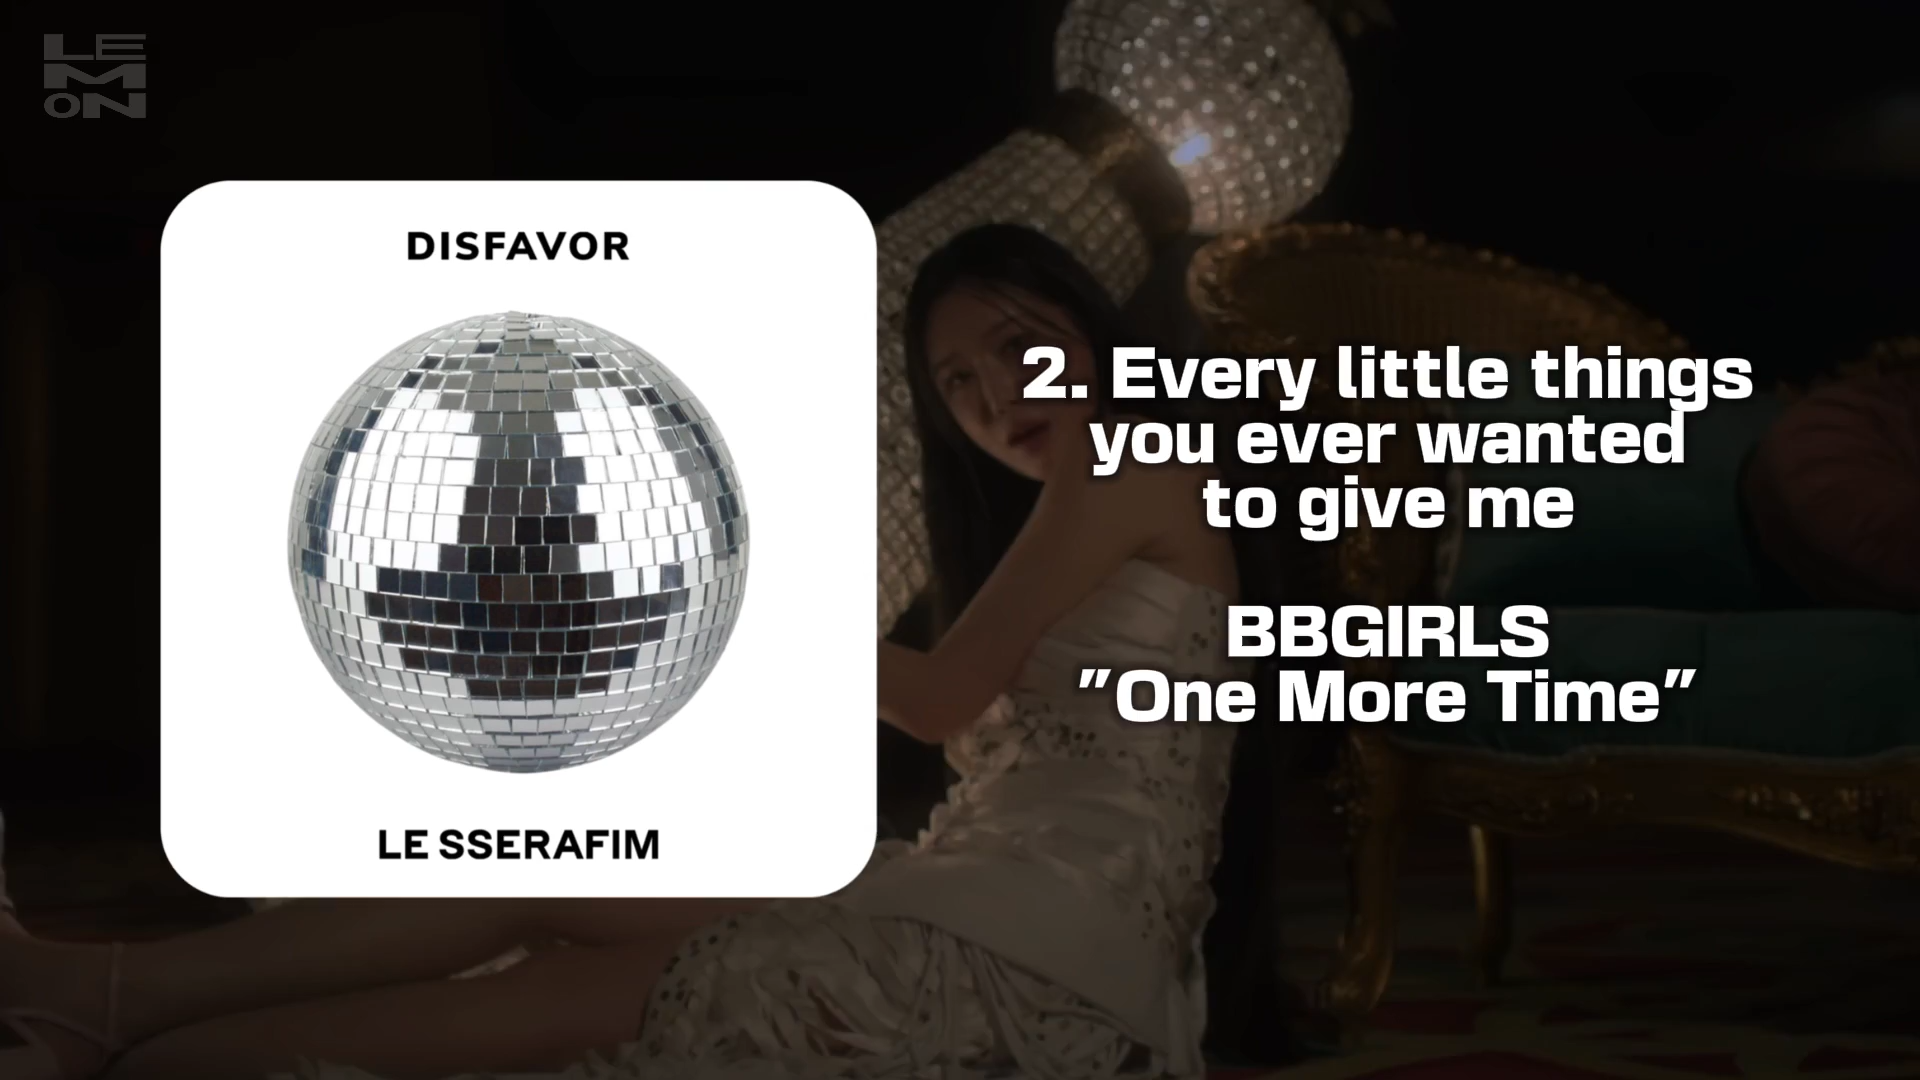 LE
M
ON
DISFAVOR
LE SSERAFIM
2. Every little things
you ever wanted
to give me
BBGIRLS
"One More Time"